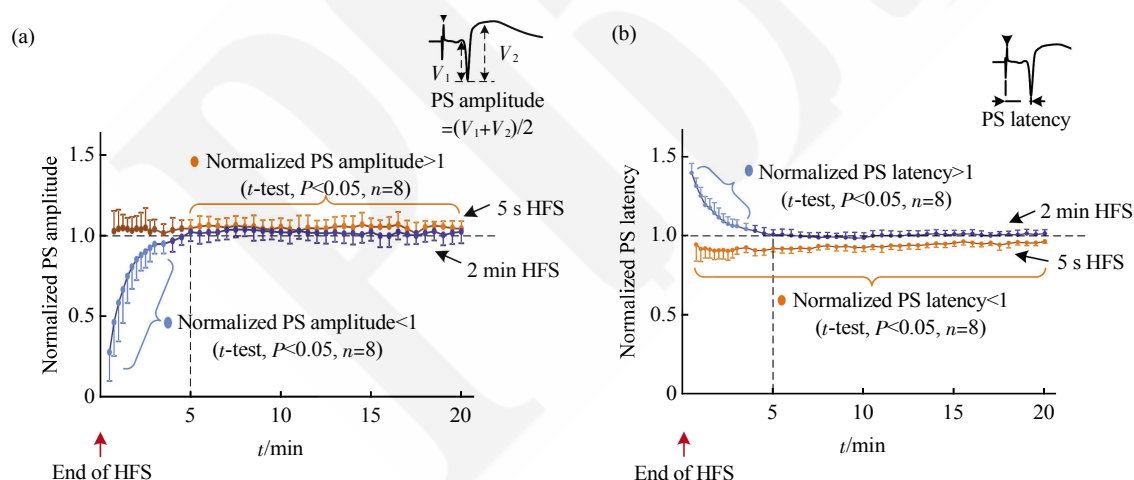 (a)
V₁
V₂
PS amplitude
=(V₁+V₂)/2
Normalized PS amplitude>1
(t-test, P<0.05, n=8)
5 s HFS
2 min HFS
Normalized PS amplitude<1
(t-test, P<0.05, n=8)
Normalized PS amplitude
1.5
1.0
0.5
0
5
10
15
20
t/min
End of HFS
(b)
PS latency
Normalized PS latency>1
(t-test, P<0.05, n=8)
2 min HFS
5 s HFS
Normalized PS latency<1
(t-test, P<0.05, n=8)
Normalized PS latency
1.5
1.0
0.5
0
5
10
15
20
t/min
End of HFS